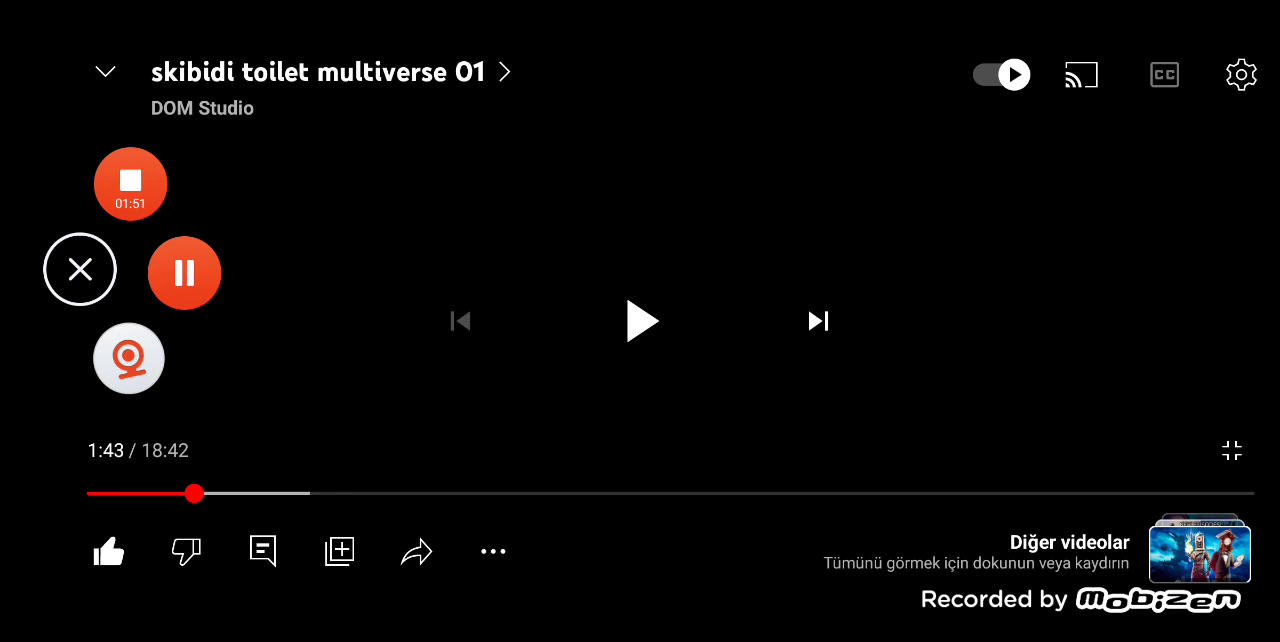 skibidi toilet multiverse 01
DOM Studio
CC
01:51
1:43 / 18:42
Diğer videolar
Tümünü görmek için dokunun veya kaydırın
Recorded by Mobizen